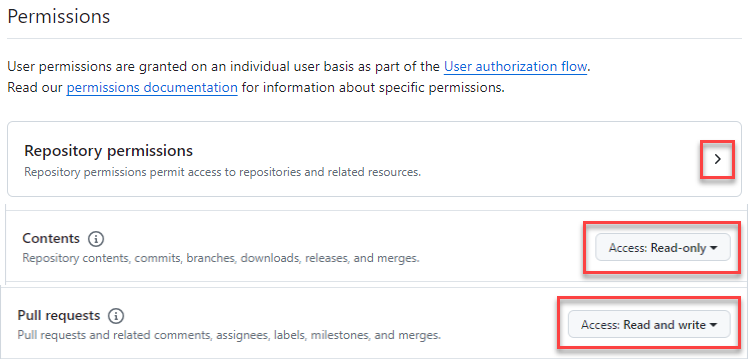 Permissions
User permissions are granted on an individual user basis as part of the User authorization flow.
Read our permissions documentation for information about specific permissions.
Repository permissions
Repository permissions permit access to repositories and related resources.
Contents
Repository contents, commits, branches, downloads, releases, and merges.
Access: Read-only
Pull requests
Pull requests and related comments, assignees, labels, milestones, and merges.
Access: Read and write